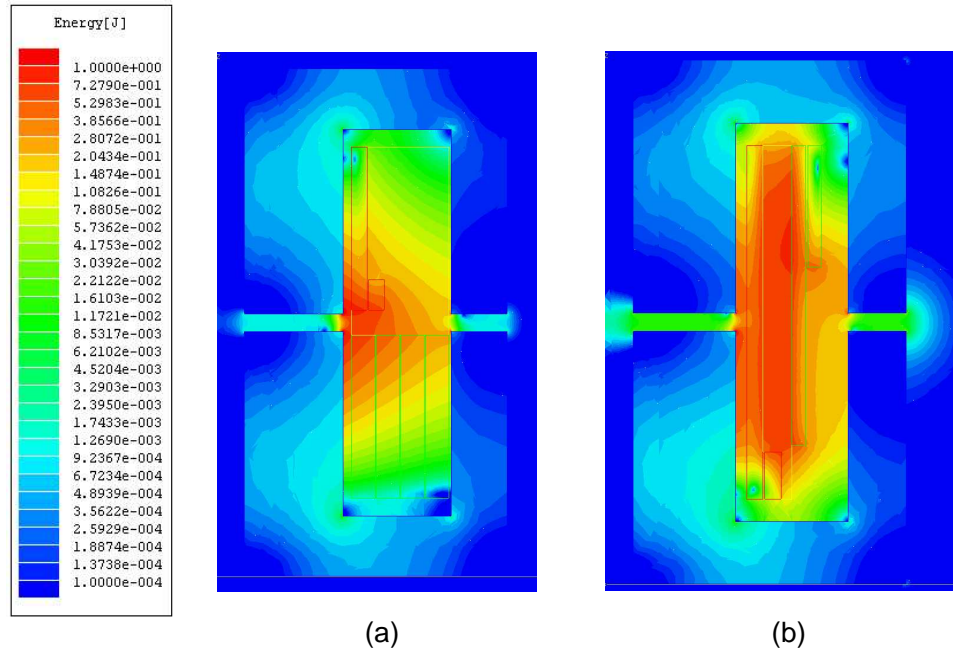 Energy[J]
1.0000e+000
7.2790e-001
5.2983e-001
3.8566e-001
2.8072e-001
2.0434e-001
1.4874e-001
1.0826e-001
7.8805e-002
5.7362e-002
4.1753e-002
3.0392e-002
2.2122e-002
1.6103e-002
1.1721e-002
8.5317e-003
6.2102e-003
4.5204e-003
3.2903e-003
2.3950e-003
1.7433e-003
1.2690e-003
9.2367e-004
6.7234e-004
4.8939e-004
3.5622e-004
2.5929e-004
1.8874e-004
1.3738e-004
1.0000e-004
(a)
(b)